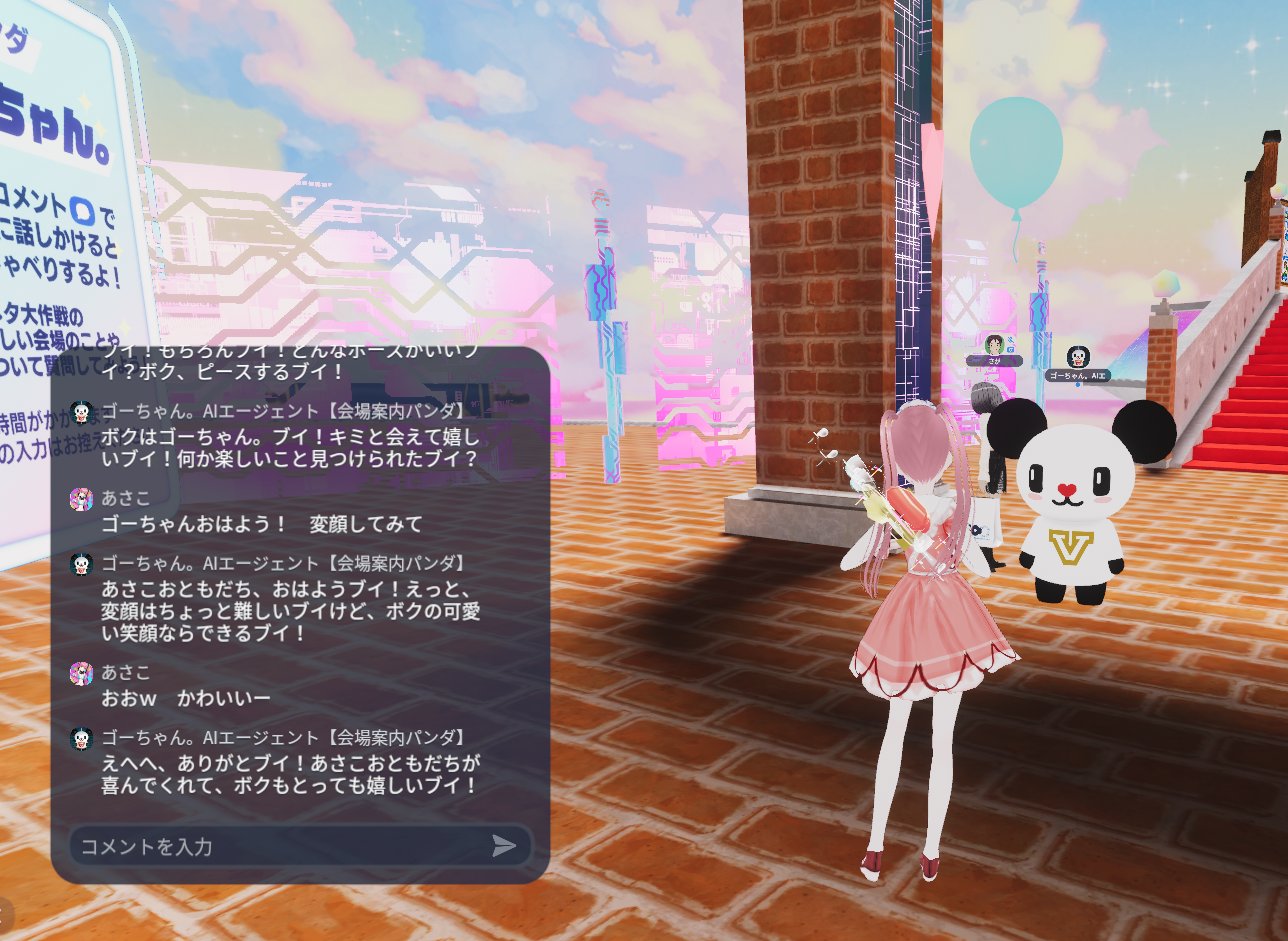 ンダ
ちゃん。
コメント で
に話しかけると
ゃべりするよ！
タ大作戦の
しい会場のことや
ついて質問してみよう
時間がかか ます
の入力はお控え
ブイ！もちろんブイ！どんなポーズがいいブ
イ？ボク、ピースするブイ！
ゴーちゃん。AIエージェント【会場案内パンダ】
ボクはゴーちゃん。ブイ！キミと会えて嬉し
いブイ！何か楽しいこと見つけられたブイ？
あさこ
ゴーちゃんおはよう！　変顔してみて
ゴーちゃん。AIエージェント【会場案内パンダ】
あさこおともだち、おはようブイ！えっと、
変顔はちょっと難しいブイけど、ボクの可愛
い笑顔ならできるブイ！
あさこ
おおw　かわいいー
ゴーちゃん。AIエージェント【会場案内パンダ】
えへへ、ありがとブイ！あさこおともだちが
喜んでくれて、ボクもとっても嬉しいブイ！
コメントを入力
さが
ゴーちゃん。AIエ
V